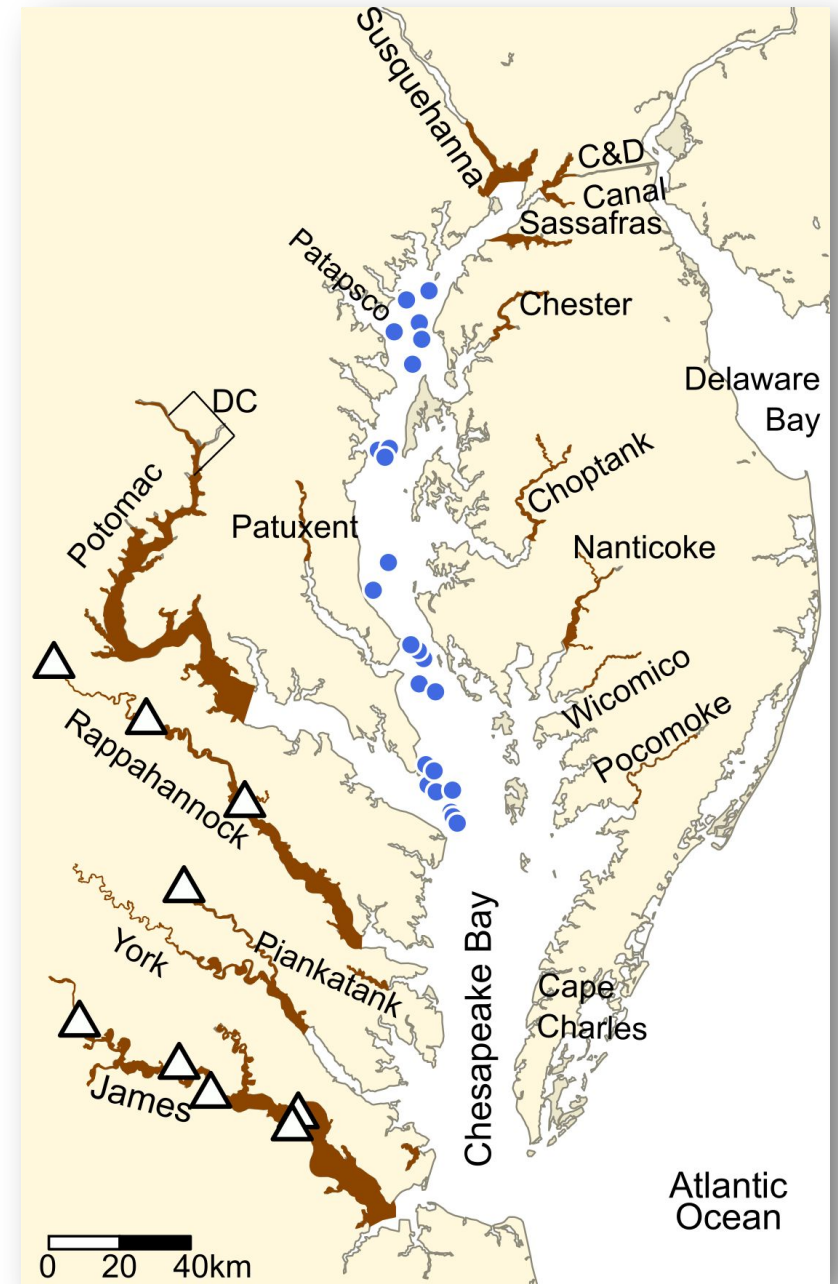 Susquehanna
C&D
Canal
Sassafras
Patapsco
Chester
Delaware
Bay
DC
Choptank
Potomac
Patuxent
Nanticoke
Wicomico
Pocomoke
Rappahannock
Chesapeake Bay
York
Piankatank
Cape
Charles
James
Atlantic
Ocean
0 20 40km